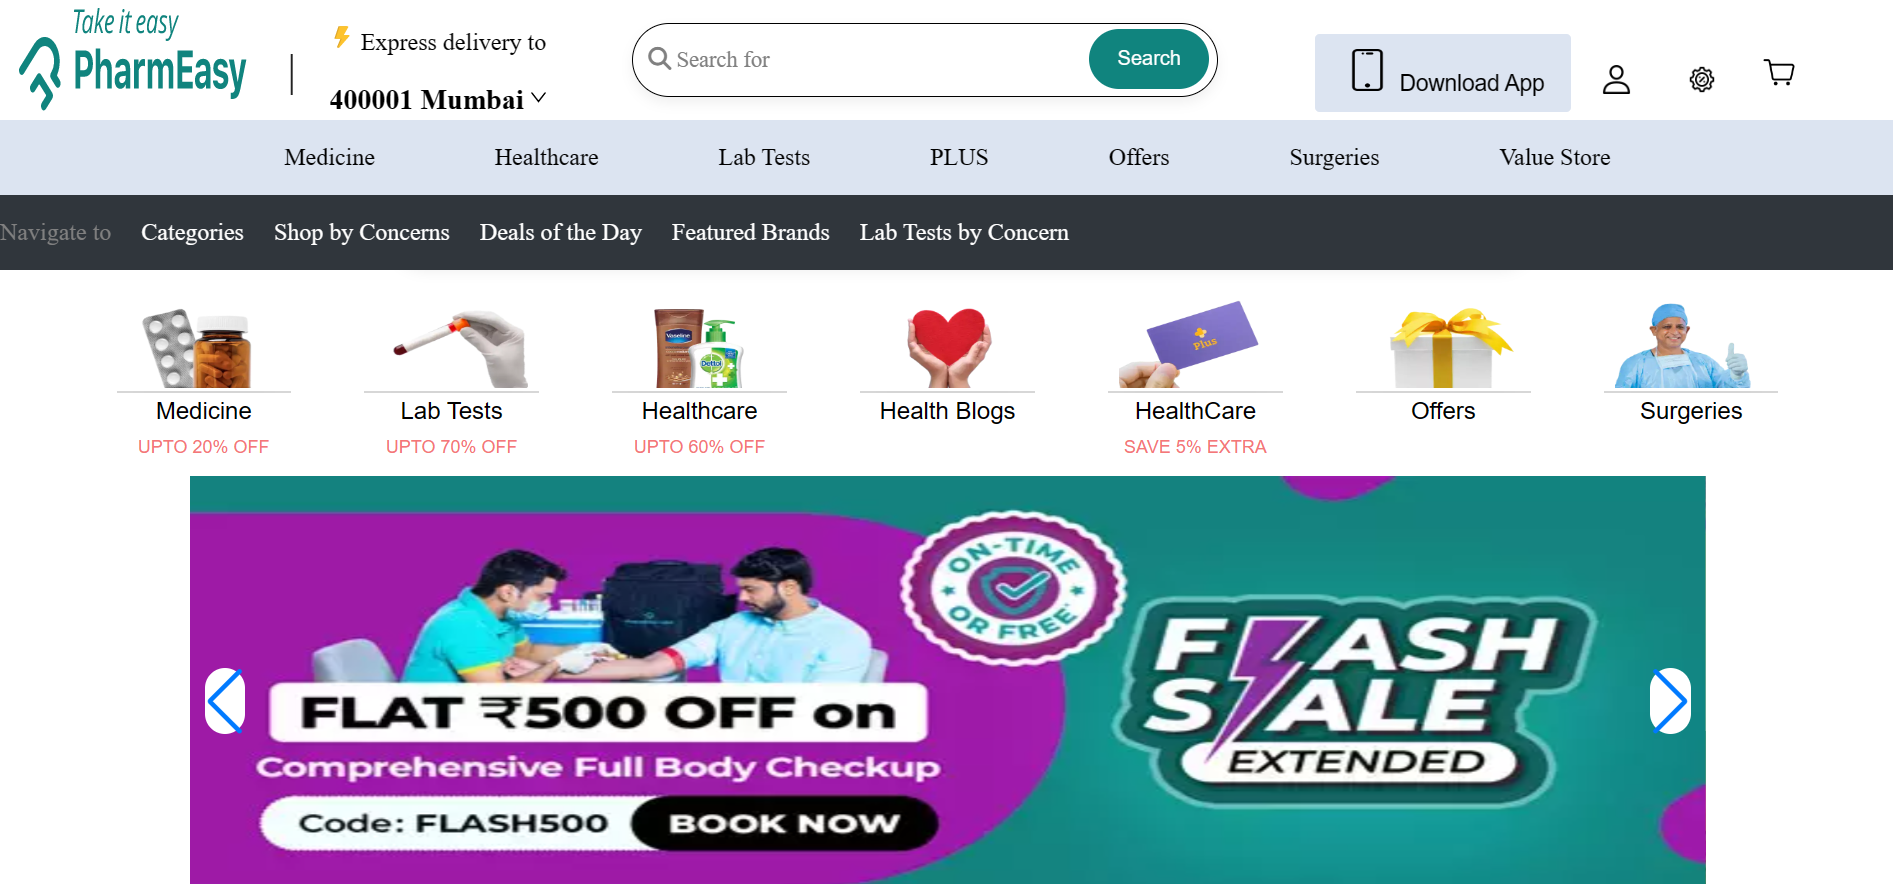 Take it easy
PharmEasy
Express delivery to
400001 Mumbai
Search for
Search
Download App
Medicine Healthcare Lab Tests PLUS Offers Surgeries Value Store
Navigate to Categories Shop by Concerns Deals of the Day Featured Brands Lab Tests by Concern
Vaseline
Dettol
Plus
Medicine Lab Tests Healthcare Health Blogs HealthCare Offers Surgeries
UPTO 20% OFF UPTO 70% OFF UPTO 60% OFF SAVE 5% EXTRA
ON-TIME
OR FREE*
FLASH
SALE
EXTENDED
FLAT ₹500 OFF on
Comprehensive Full Body Checkup
Code: FLASH500 BOOK NOW